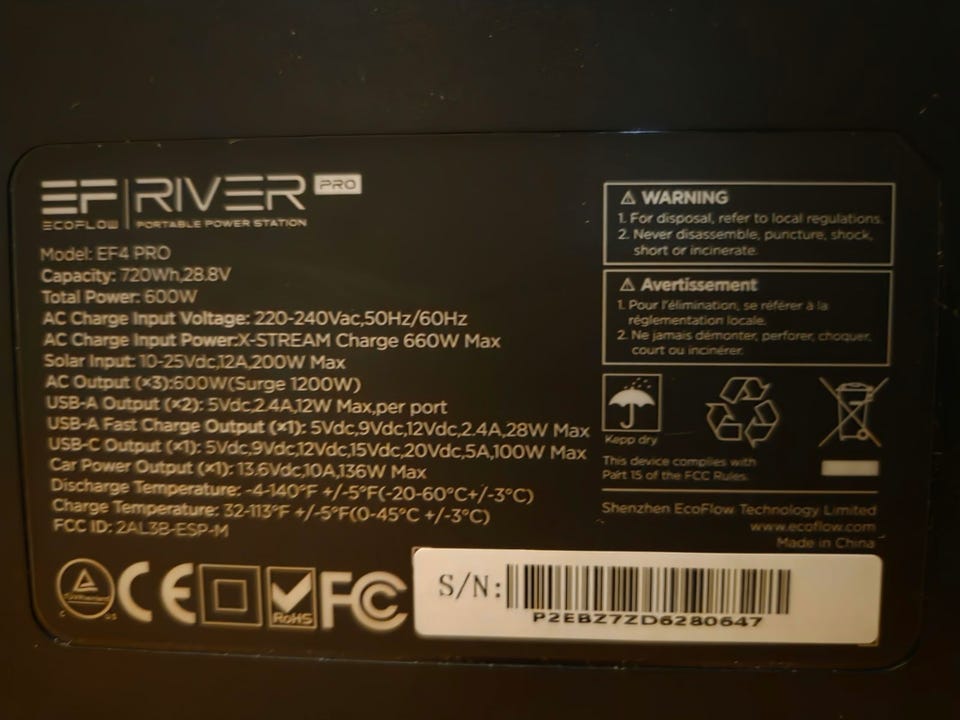 EF RIVER PRO
ECOFLOW PORTABLE POWER STATION
Model: EF4 PRO
Capacity: 720Wh,28.8V
Total Power: 600W
AC Charge Input Voltage: 220-240Vac,50Hz/60Hz
AC Charge Input Power:X-STREAM Charge 660W Max
Solar Input: 10-25Vdc,12A,200W Max
AC Output (×3):600W(Surge 1200W)
USB-A Output (×2): 5Vdc,2.4A,12W Max,per port
USB-A Fast Charge Output (×1): 5Vdc,9Vdc,12Vdc,2.4A,28W Max
USB-C Output (×1): 5Vdc,9Vdc,12Vdc,15Vdc,20Vdc,5A,100W Max
Car Power Output (×1): 13.6Vdc,10A,136W Max
Discharge Temperature: -4-140°F +/-5°F(-20-60°C+/-3°C)
Charge Temperature: 32-113°F +/-5°F(0-45°C +/-3°C)
FCC ID: 2AL3B-ESP-M
WARNING
1. For disposal, refer to local regulations.
2. Never disassemble, puncture, shock,
short or incinerate.
Avertissement
1. Pour l'élimination, se référer à la
réglementation locale.
2. Ne jamais démonter, perforer, choquer,
court ou incinérer.
Kepp dry
This device complies with
Part 15 of the FCC Rules.
Shenzhen EcoFlow Technology Limited
www.ecoflow.com
Made in China
C US
CE
RoHS
FC
S/N:
P2EBZ7ZD6280647